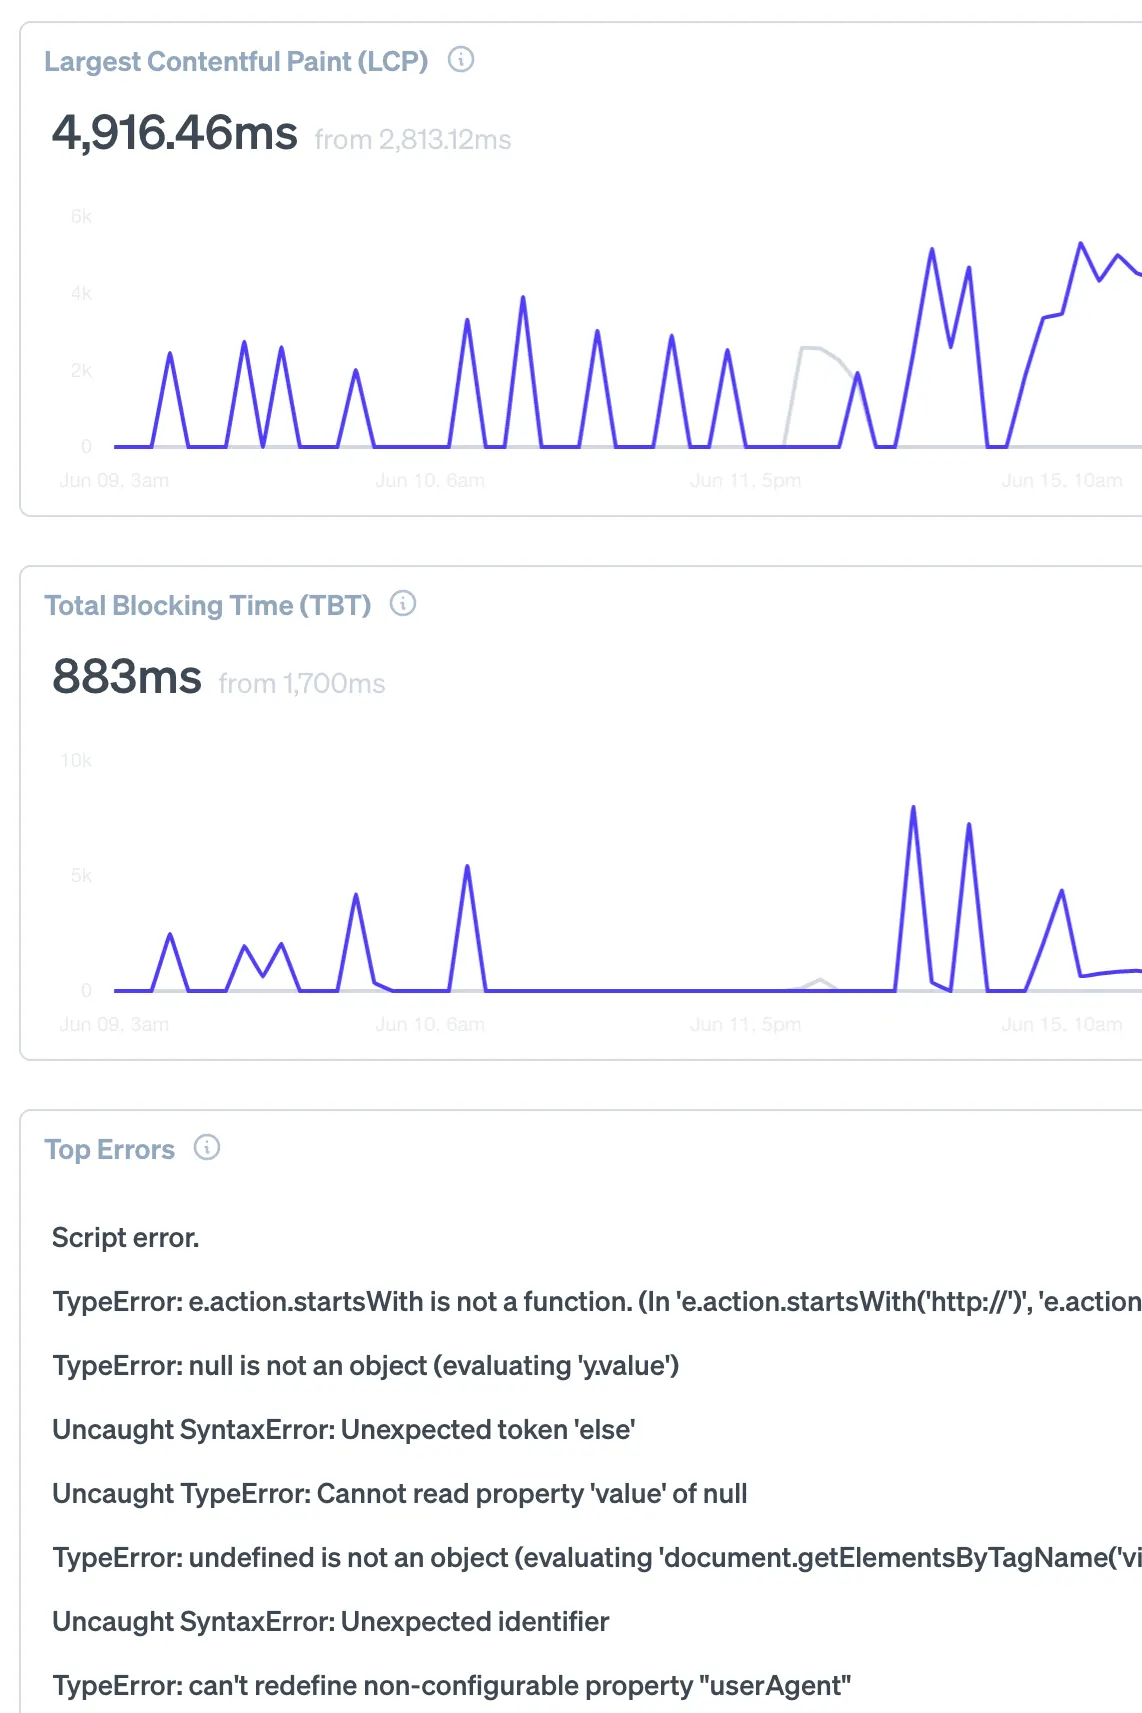 Largest Contentful Paint (LCP)
4,916.46ms from 2,813.12ms
6k
4k
2k
0
Jun 09, 3am Jun 10, 6am Jun 11, 5pm Jun 15, 10am
Total Blocking Time (TBT)
883ms from 1,700ms
10k
5k
0
Jun 09, 3am Jun 10, 6am Jun 11, 5pm Jun 15, 10am
Top Errors
Script error.
TypeError: e.action.startsWith is not a function. (In 'e.action.startsWith('http://')', 'e.action
TypeError: null is not an object (evaluating 'y.value')
Uncaught SyntaxError: Unexpected token 'else'
Uncaught TypeError: Cannot read property 'value' of null
TypeError: undefined is not an object (evaluating 'document.getElementsByTagName('vi
Uncaught SyntaxError: Unexpected identifier
TypeError: can't redefine non-configurable property "userAgent"